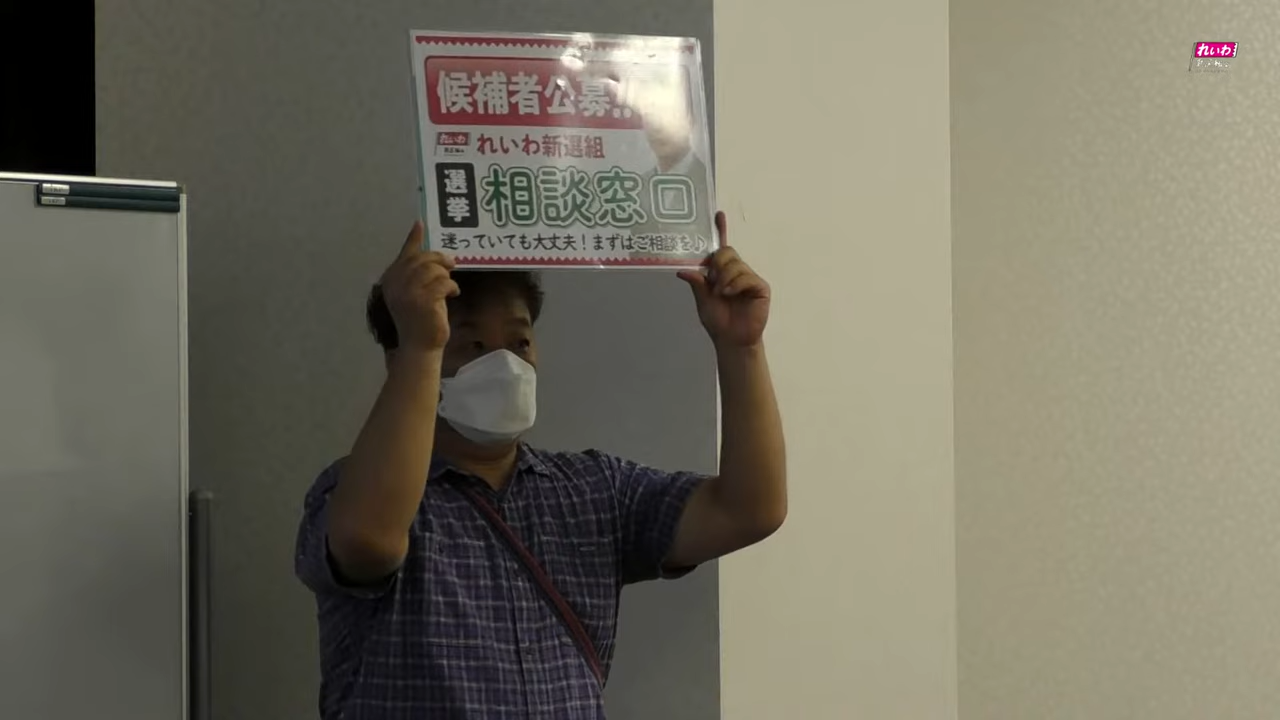 候補者公募!!
れいわ
れいわ新選組
選挙
相談窓口
迷っていても大丈夫！まずはご相談を♪
れいわ